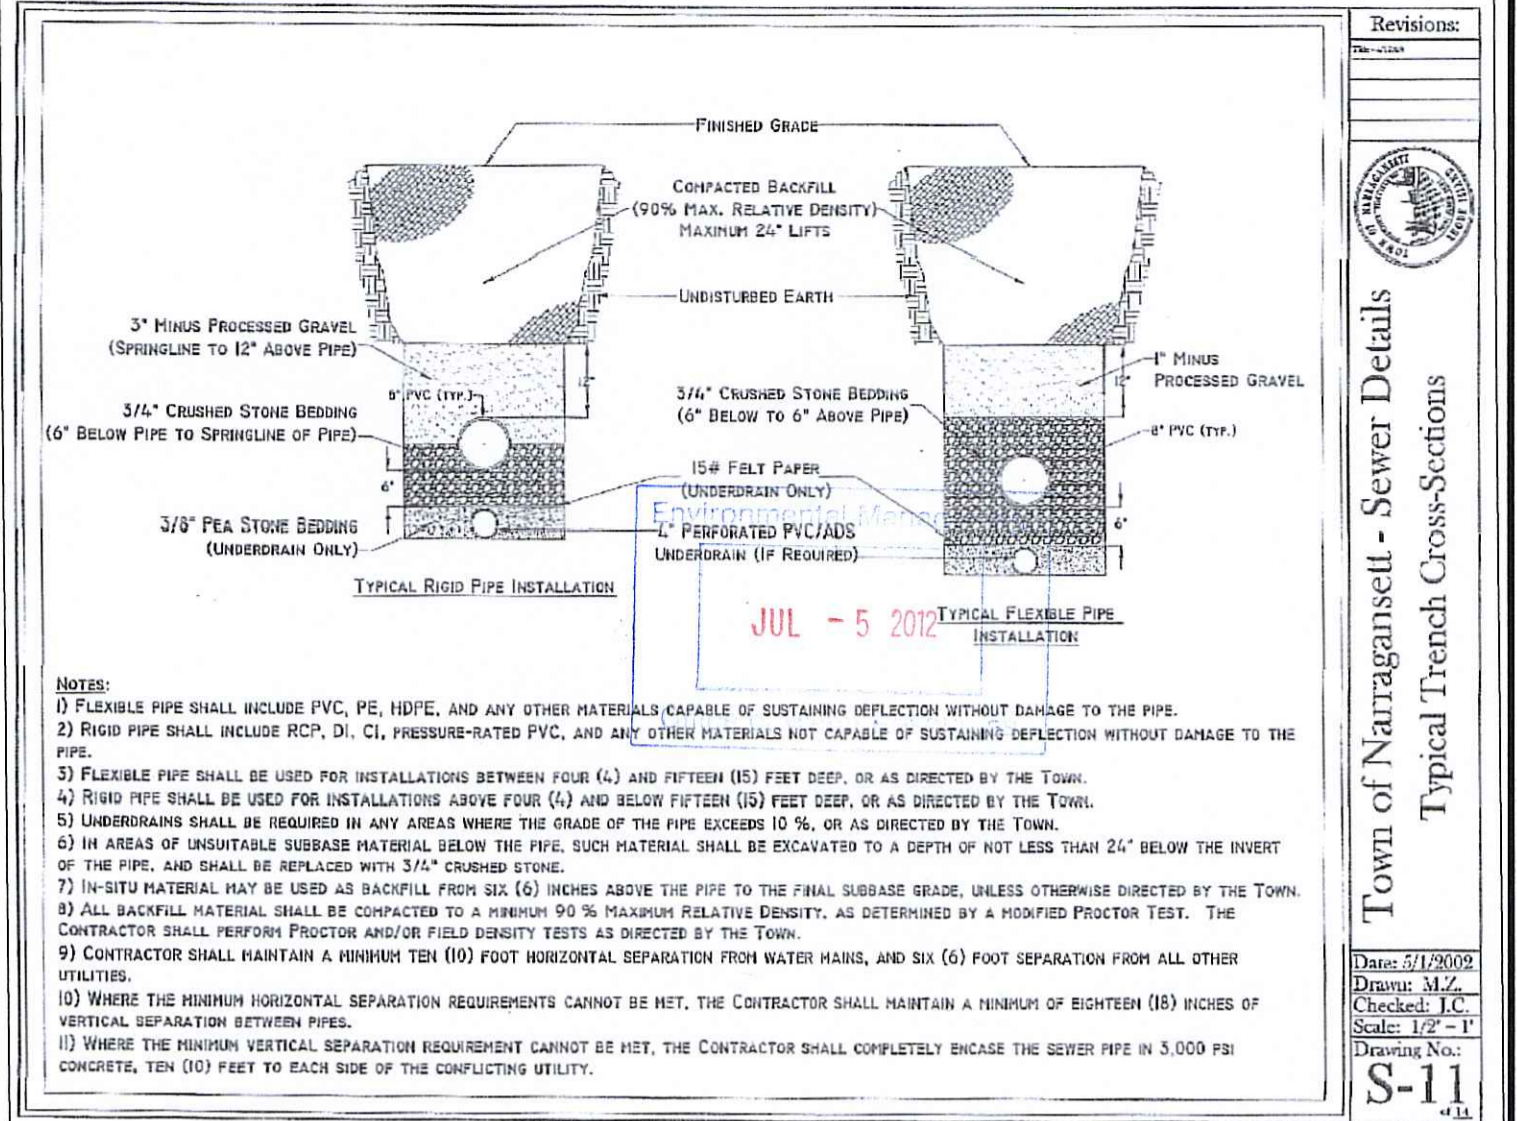 FINISHED GRADE
COMPACTED BACKFILL
(90% MAX. RELATIVE DENSITY)
MAXIMUM 24" LIFTS
UNDISTURBED EARTH
3" MINUS PROCESSED GRAVEL
(SPRINGLINE TO 12" ABOVE PIPE)
8" PVC (TYP.)
12"
3/4" CRUSHED STONE BEDDING
(6" BELOW PIPE TO SPRINGLINE OF PIPE)
6"
3/8" PEA STONE BEDDING
(UNDERDRAIN ONLY)
TYPICAL RIGID PIPE INSTALLATION
1" MINUS
PROCESSED GRAVEL
12"
3/4" CRUSHED STONE BEDDING
(6" BELOW TO 6" ABOVE PIPE)
8" PVC (TYP.)
15# FELT PAPER
(UNDERDRAIN ONLY)
6"
Environmental
4" PERFORATED PVC/ADS
UNDERDRAIN (IF REQUIRED)
JUL - 5 2012
TYPICAL FLEXIBLE PIPE
INSTALLATION
NOTES:
1) FLEXIBLE PIPE SHALL INCLUDE PVC, PE, HDPE, AND ANY OTHER MATERIALS CAPABLE OF SUSTAINING DEFLECTION WITHOUT DAMAGE TO THE PIPE.
2) RIGID PIPE SHALL INCLUDE RCP, DI, CI, PRESSURE-RATED PVC, AND ANY OTHER MATERIALS NOT CAPABLE OF SUSTAINING DEFLECTION WITHOUT DAMAGE TO THE
PIPE.
3) FLEXIBLE PIPE SHALL BE USED FOR INSTALLATIONS BETWEEN FOUR (4) AND FIFTEEN (15) FEET DEEP, OR AS DIRECTED BY THE TOWN.
4) RIGID PIPE SHALL BE USED FOR INSTALLATIONS ABOVE FOUR (4) AND BELOW FIFTEEN (15) FEET DEEP, OR AS DIRECTED BY THE TOWN.
5) UNDERDRAINS SHALL BE REQUIRED IN ANY AREAS WHERE THE GRADE OF THE PIPE EXCEEDS 10 %, OR AS DIRECTED BY THE TOWN.
6) IN AREAS OF UNSUITABLE SUBBASE MATERIAL BELOW THE PIPE, SUCH MATERIAL SHALL BE EXCAVATED TO A DEPTH OF NOT LESS THAN 24" BELOW THE INVERT
OF THE PIPE, AND SHALL BE REPLACED WITH 3/4" CRUSHED STONE.
7) IN-SITU MATERIAL MAY BE USED AS BACKFILL FROM SIX (6) INCHES ABOVE THE PIPE TO THE FINAL SUBBASE GRADE, UNLESS OTHERWISE DIRECTED BY THE TOWN.
8) ALL BACKFILL MATERIAL SHALL BE COMPACTED TO A MINIMUM 90 % MAXIMUM RELATIVE DENSITY, AS DETERMINED BY A MODIFIED PROCTOR TEST. THE
CONTRACTOR SHALL PERFORM PROCTOR AND/OR FIELD DENSITY TESTS AS DIRECTED BY THE TOWN.
9) CONTRACTOR SHALL MAINTAIN A MINIMUM TEN (10) FOOT HORIZONTAL SEPARATION FROM WATER MAINS, AND SIX (6) FOOT SEPARATION FROM ALL OTHER
UTILITIES.
10) WHERE THE MINIMUM HORIZONTAL SEPARATION REQUIREMENTS CANNOT BE MET, THE CONTRACTOR SHALL MAINTAIN A MINIMUM OF EIGHTEEN (18) INCHES OF
VERTICAL SEPARATION BETWEEN PIPES.
11) WHERE THE MINIMUM VERTICAL SEPARATION REQUIREMENT CANNOT BE MET, THE CONTRACTOR SHALL COMPLETELY ENCASE THE SEWER PIPE IN 3,000 PSI
CONCRETE, TEN (10) FEET TO EACH SIDE OF THE CONFLICTING UTILITY.
Revisions:
TOWN OF NARRAGANSETT
Town of Narragansett - Sewer Details
Typical Trench Cross-Sections
Date: 5/1/2002
Drawn: M.Z.
Checked: J.C.
Scale: 1/2" - 1'
Drawing No.:
S-11
of 14